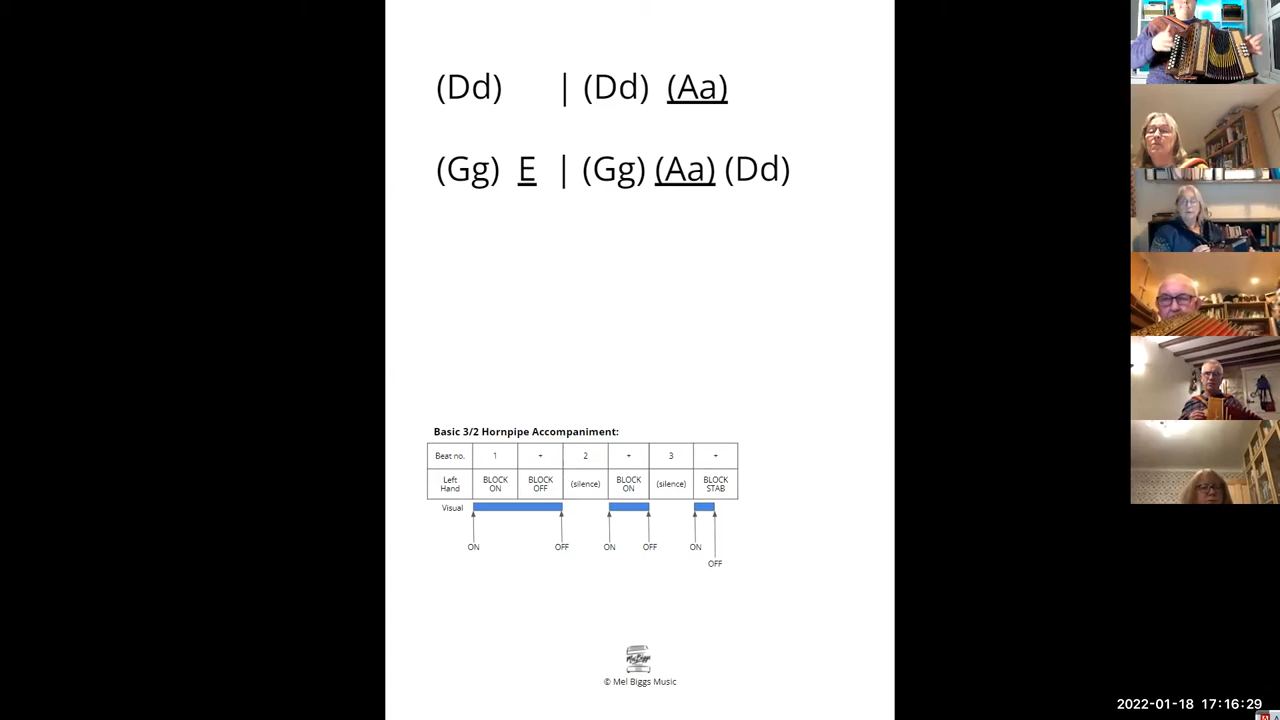 (Dd) | (Dd) (Aa)
(Gg) E | (Gg) (Aa) (Dd)
Basic 3/2 Hornpipe Accompaniment:
Beat no. 1 + 2 + 3 +
Left Hand BLOCK ON BLOCK OFF (silence) BLOCK ON (silence) BLOCK STAB
Visual
ON OFF ON OFF ON
OFF
Mel Biggs
© Mel Biggs Music
2022-01-18 17:16:29